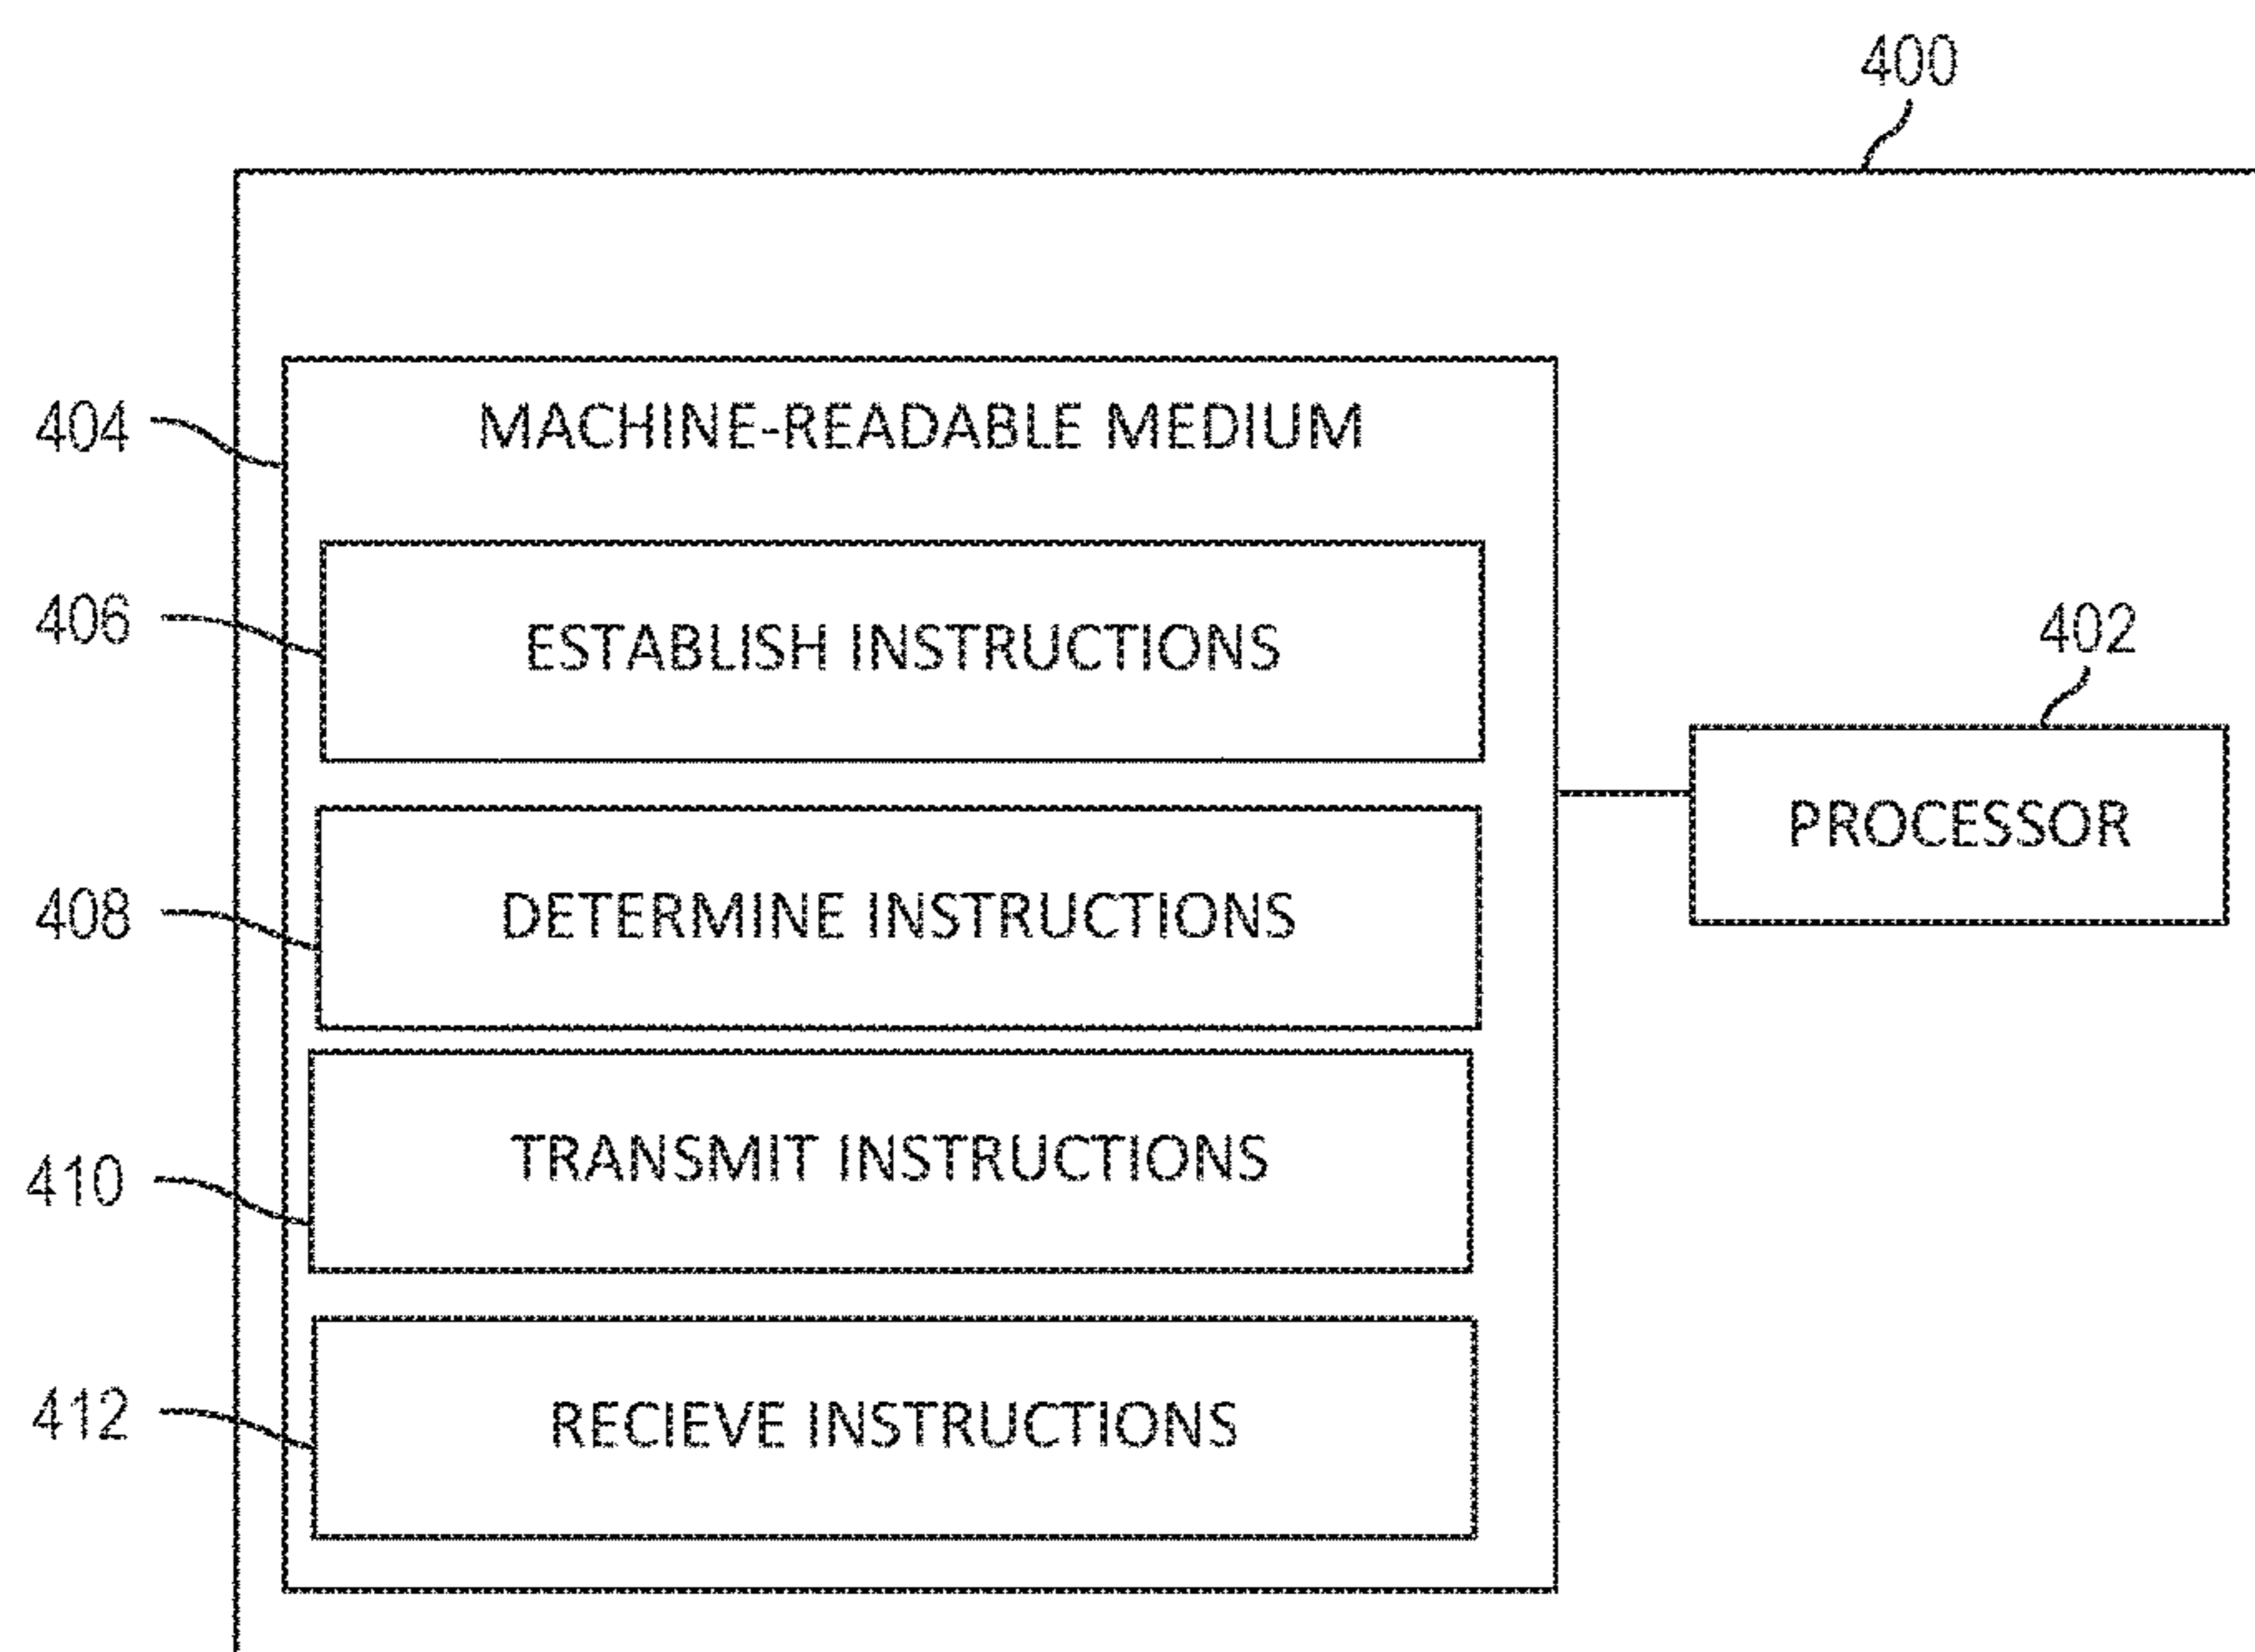 400
404
MACHINE-READABLE MEDIUM
406
ESTABLISH INSTRUCTIONS
402
PROCESSOR
408
DETERMINE INSTRUCTIONS
410
TRANSMIT INSTRUCTIONS
412
RECIEVE INSTRUCTIONS